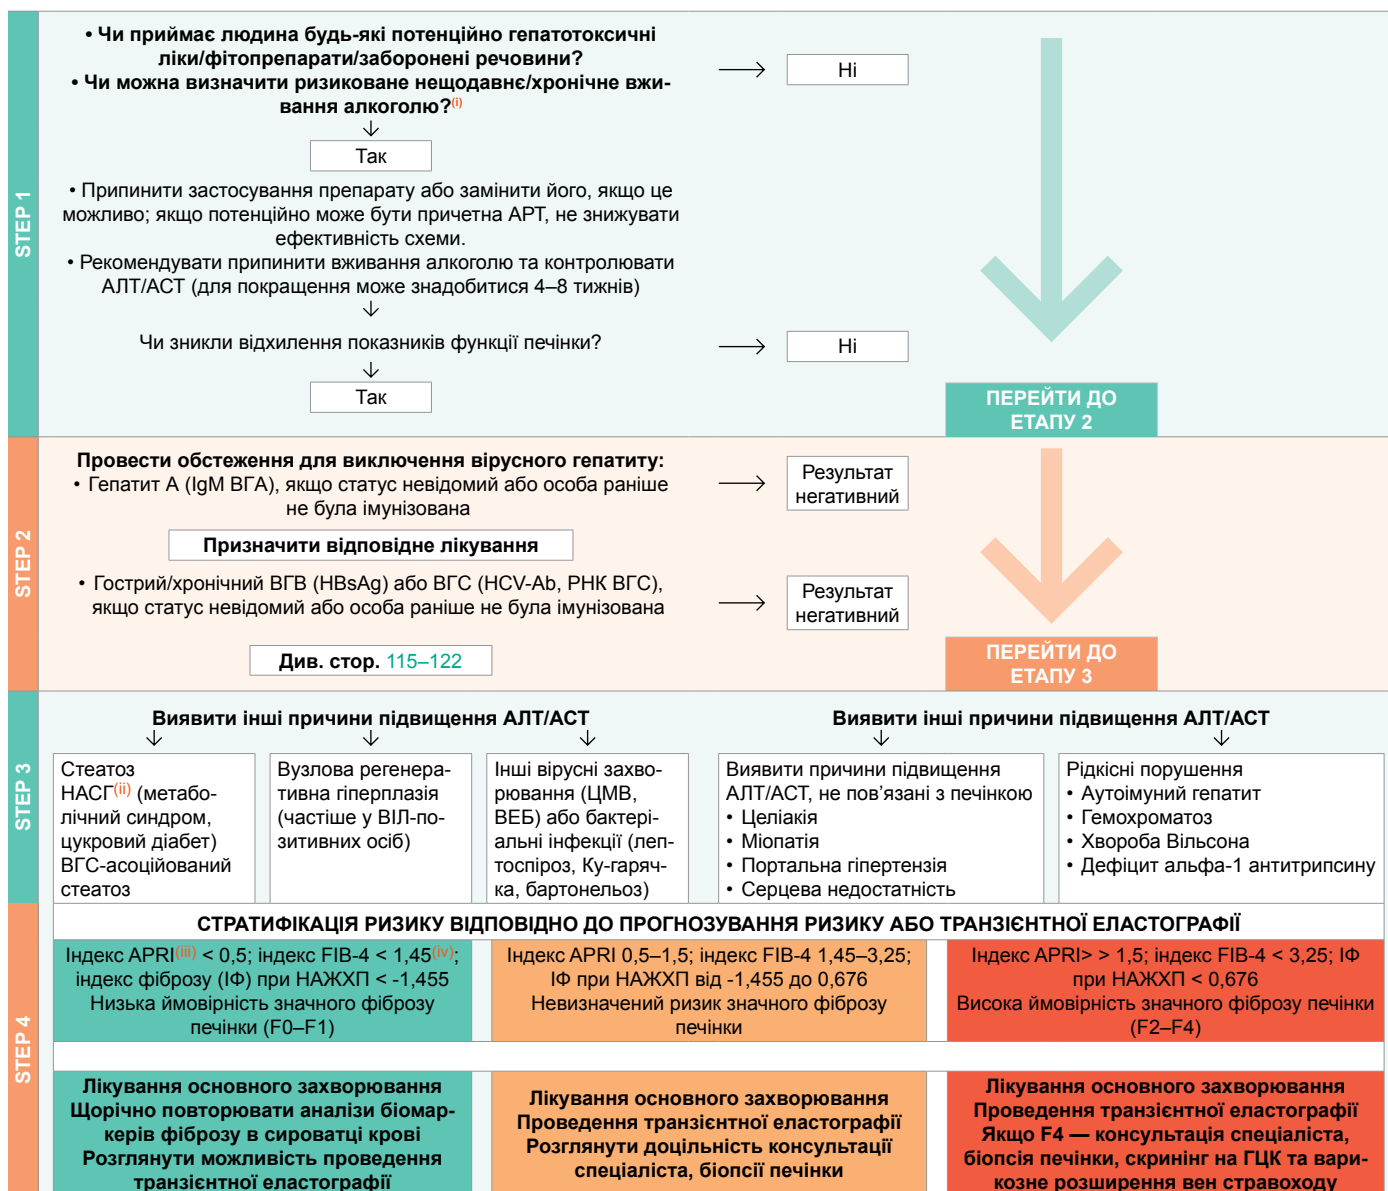 STEP 1
• Чи приймає людина будь-які потенційно гепатотоксичні
ліки/фітопрепарати/заборонені речовини?
• Чи можна визначити ризиковане нещодавнє/хронічне вжи-
вання алкоголю?(i)
Ні
Так
• Припинити застосування препарату або замінити його, якщо це
можливо; якщо потенційно може бути причетна АРТ, не знижувати
ефективність схеми.
• Рекомендувати припинити вживання алкоголю та контролювати
АЛТ/АСТ (для покращення може знадобитися 4–8 тижнів)
Чи зникли відхилення показників функції печінки?
Ні
Так
ПЕРЕЙТИ ДО
ЕТАПУ 2
STEP 2
Провести обстеження для виключення вірусного гепатиту:
• Гепатит А (IgM ВГА), якщо статус невідомий або особа раніше
не була імунізована
Результат
негативний
Призначити відповідне лікування
• Гострий/хронічний ВГВ (HBsAg) або ВГС (HCV-Ab, РНК ВГС),
якщо статус невідомий або особа раніше не була імунізована
Результат
негативний
Див. стор. 115–122
ПЕРЕЙТИ ДО
ЕТАПУ 3
STEP 3
Виявити інші причини підвищення АЛТ/АСТ
Стеатоз
НАСГ(ii) (метабо-
лічний синдром,
цукровий діабет)
ВГС-асоційований
стеатоз
Вузлова регенера-
тивна гіперплазія
(частіше у ВІЛ-по-
зитивних осіб)
Інші вірусні захво-
рювання (ЦМВ,
ВЕБ) або бактері-
альні інфекції (леп-
тоспіроз, Ку-гаряч-
ка, бартонельоз)
Виявити інші причини підвищення АЛТ/АСТ
Виявити причини підвищення
АЛТ/АСТ, не пов’язані з печінкою
• Целіакія
• Міопатія
• Портальна гіпертензія
• Серцева недостатність
Рідкісні порушення
• Аутоімуний гепатит
• Гемохроматоз
• Хвороба Вільсона
• Дефіцит альфа-1 антитрипсину
STEP 4
СТРАТИФІКАЦІЯ РИЗИКУ ВІДПОВІДНО ДО ПРОГНОЗУВАННЯ РИЗИКУ АБО ТРАНЗІЄНТНОЇ ЕЛАСТОГРАФІЇ
Індекс APRI(iii) < 0,5; індекс FIB-4 < 1,45(iv);
індекс фіброзу (ІФ) при НАЖХП < -1,455
Низька ймовірність значного фіброзу
печінки (F0–F1)
Індекс APRI 0,5–1,5; індекс FIB-4 1,45–3,25;
ІФ при НАЖХП від -1,455 до 0,676
Невизначений ризик значного фіброзу
печінки
Індекс APRI> > 1,5; індекс FIB-4 < 3,25; ІФ
при НАЖХП < 0,676
Висока ймовірність значного фіброзу печінки
(F2–F4)
Лікування основного захворювання
Щорічно повторювати аналізи біомар-
керів фіброзу в сироватці крові
Розглянути можливість проведення
транзієнтної еластографії
Лікування основного захворювання
Проведення транзієнтної еластографії
Розглянути доцільність консультації
спеціаліста, біопсії печінки
Лікування основного захворювання
Проведення транзієнтної еластографії
Якщо F4 — консультація спеціаліста,
біопсія печінки, скринінг на ГЦК та вари-
козне розширення вен стравоходу